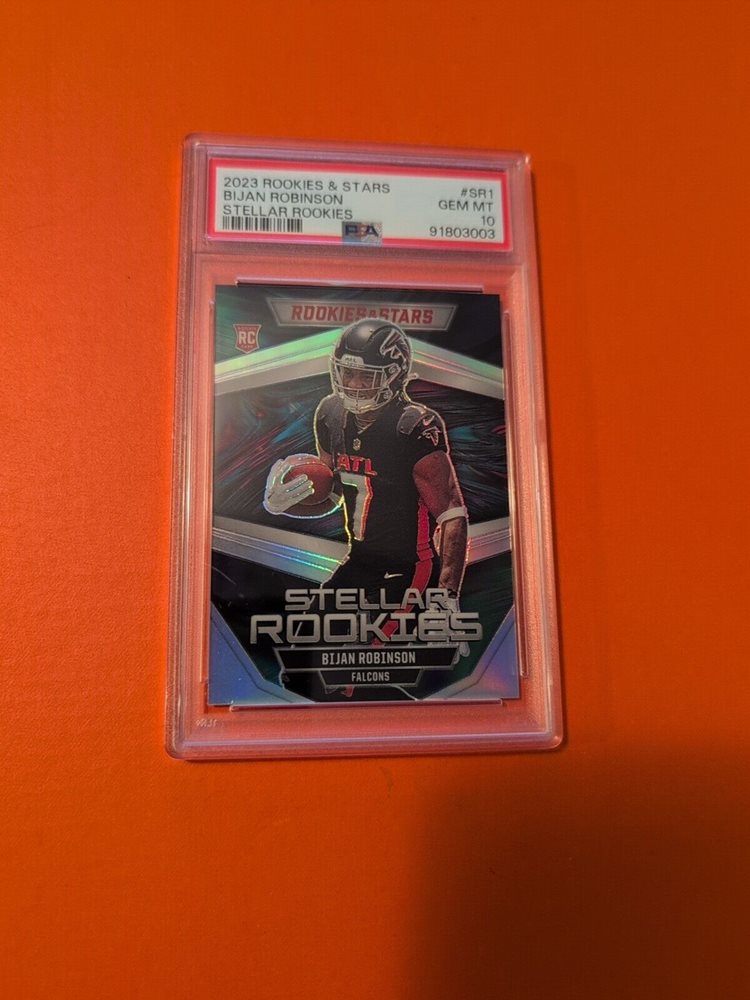 2023 ROOKIES & STARS #SR1
BIJAN ROBINSON GEM MT
STELLAR ROOKIES 10
PSA 91803003
ROOKIES&STARS
RC
ATL
7
STELLAR
ROOKIES
BIJAN ROBINSON
FALCONS